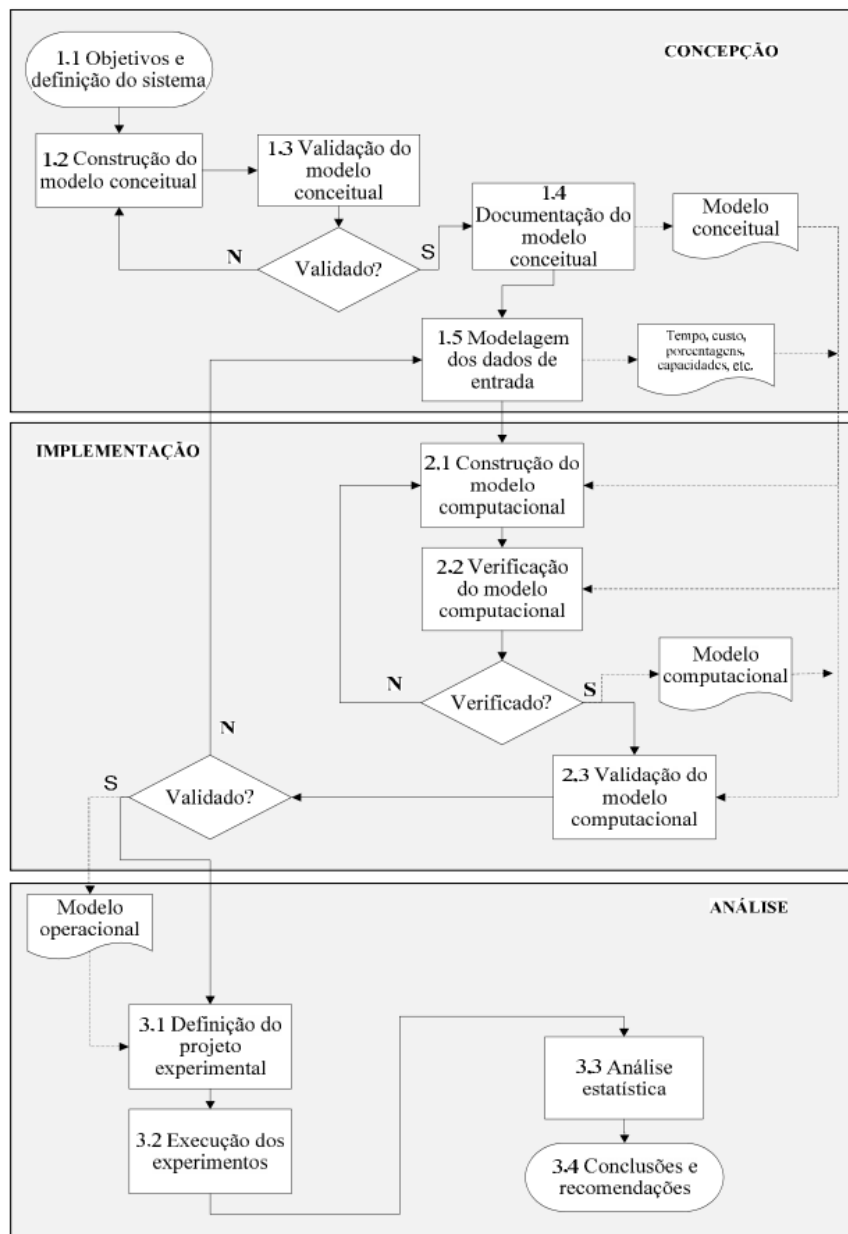 CONCEPÇÃO
1.1 Objetivos e
definição do sistema
1.2 Construção do
modelo conceitual
1.3 Validação do
modelo
conceitual
Validado?
N
S
1.4
Documentação do
modelo
conceitual
Modelo
conceitual
1.5 Modelagem
dos dados de
entrada
Tempo, custo,
porcentagens,
capacidades, etc.
IMPLEMENTAÇÃO
2.1 Construção do
modelo
computacional
2.2 Verificação
do modelo
computacional
Verificado?
N
S
Modelo
computacional
2.3 Validação do
modelo
computacional
Validado?
N
S
ANÁLISE
Modelo
operacional
3.1 Definição do
projeto
experimental
3.2 Execução dos
experimentos
3.3 Análise
estatística
3.4 Conclusões e
recomendações